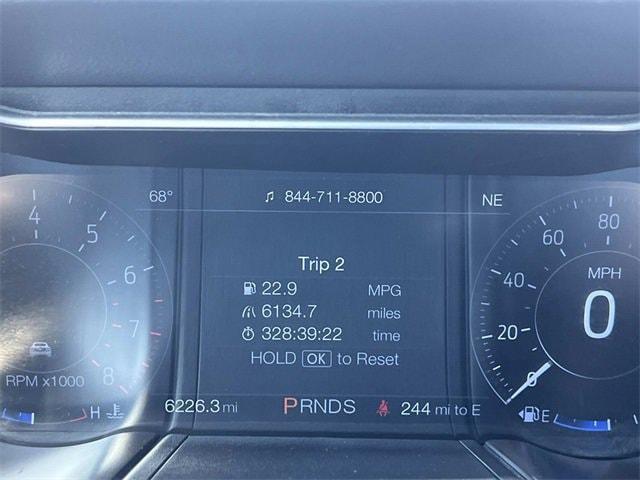 68° ♫ 844-711-8800 NE
Trip 2
22.9 MPG
6134.7 miles
328:39:22 time
HOLD OK to Reset
4
5
6
7
8
RPM x1000
H
6226.3 mi PRNDS 244 mi to E
80
60
40
20
0
MPH
0
E